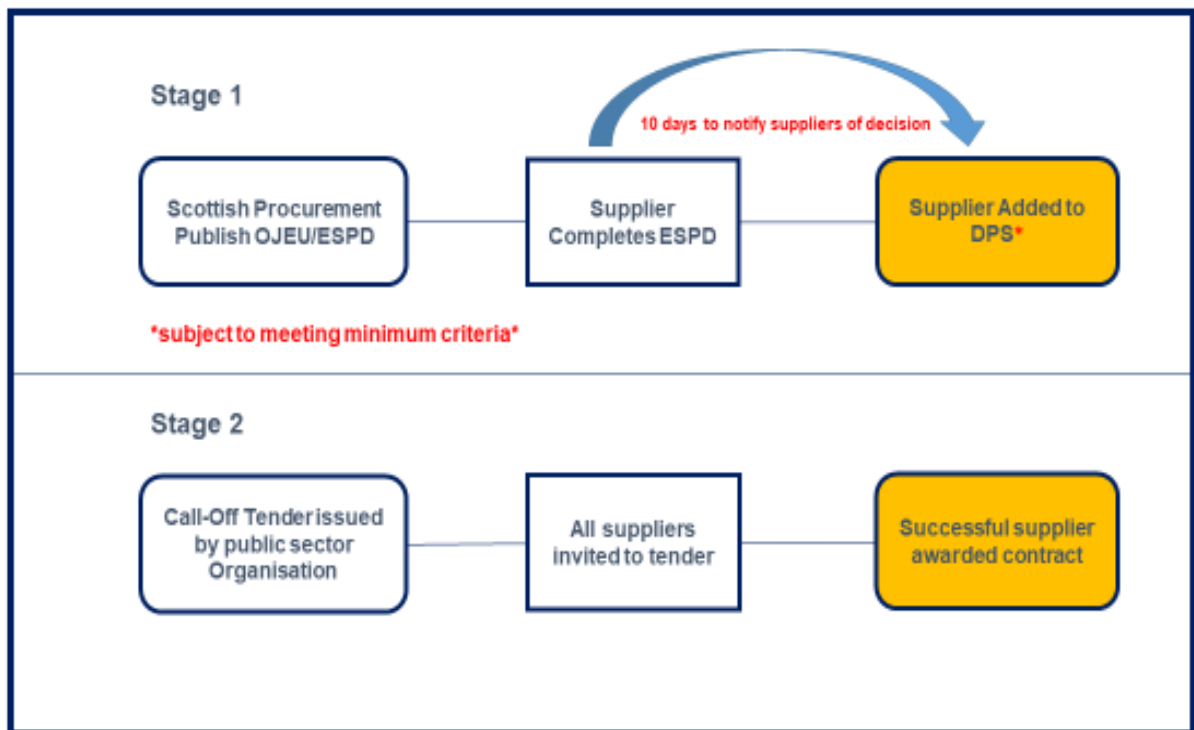 Stage 1
10 days to notify suppliers of decision
Scottish Procurement
Publish OJEU/ESPD
Supplier
Completes ESPD
Supplier Added to
DPS*
*subject to meeting minimum criteria*
Stage 2
Call-Off Tender issued
by public sector
Organisation
All suppliers
invited to tender
Successful supplier
awarded contract